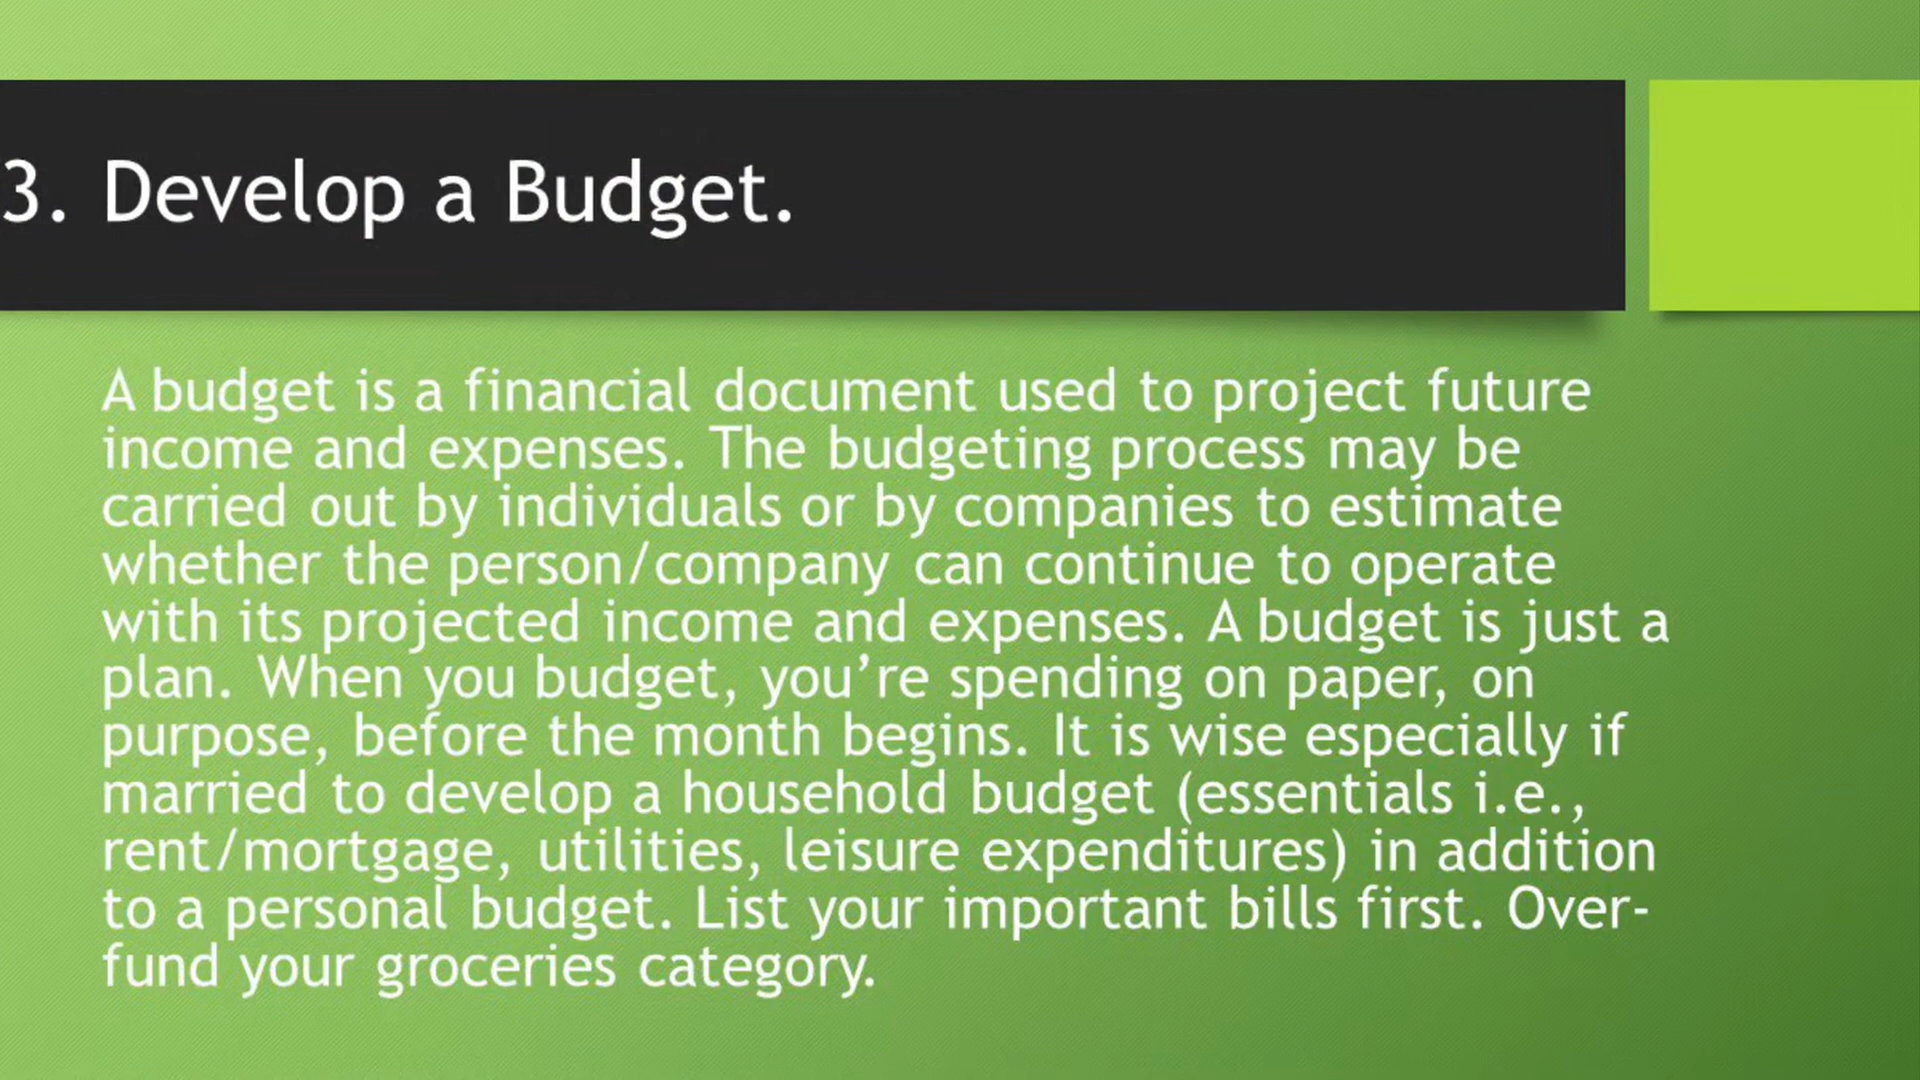 3. Develop a Budget.
A budget is a financial document used to project future
income and expenses. The budgeting process may be
carried out by individuals or by companies to estimate
whether the person/company can continue to operate
with its projected income and expenses. A budget is just a
plan. When you budget, you’re spending on paper, on
purpose, before the month begins. It is wise especially if
married to develop a household budget (essentials i.e.,
rent/mortgage, utilities, leisure expenditures) in addition
to a personal budget. List your important bills first. Over-
fund your groceries category.